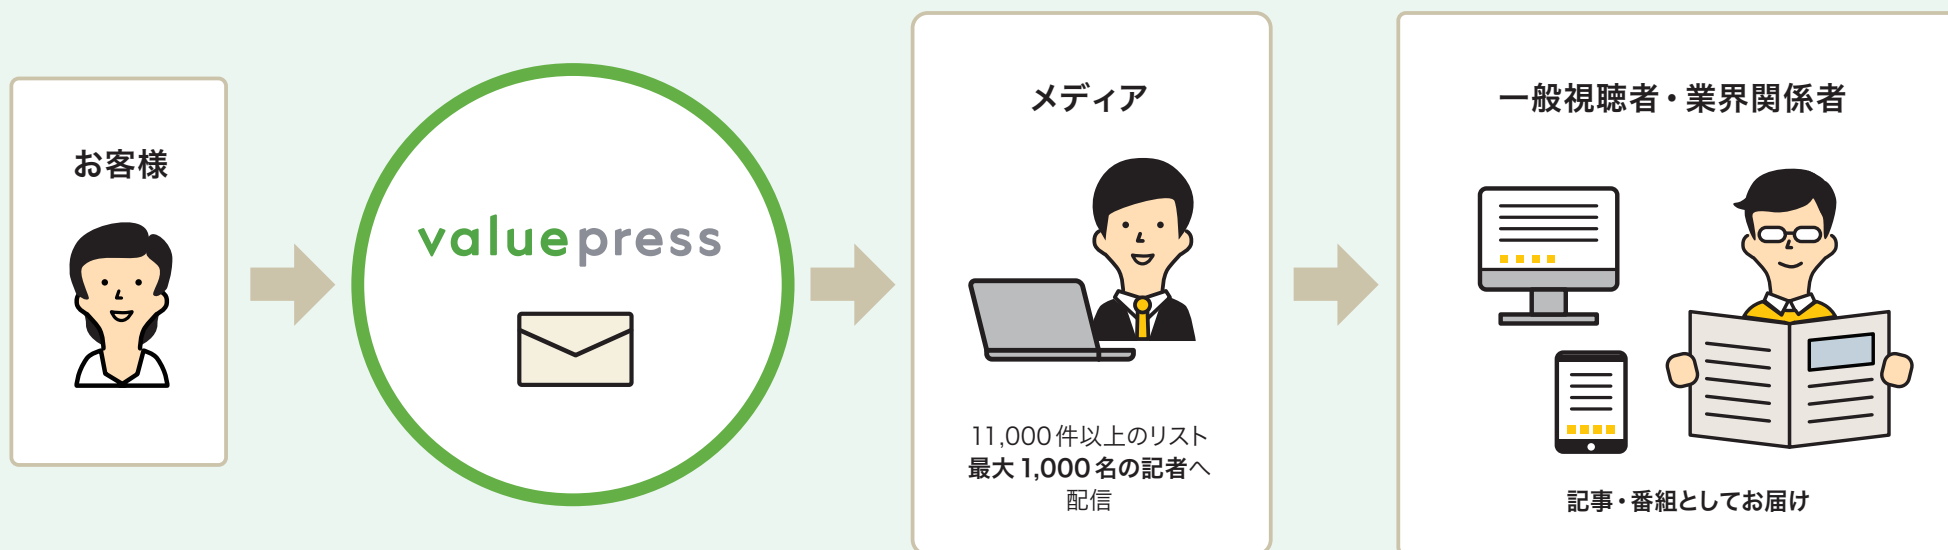 お客様
valuepress
メディア
11,000件以上のリスト
最大1,000名の記者へ
配信
一般視聴者・業界関係者
記事・番組としてお届け